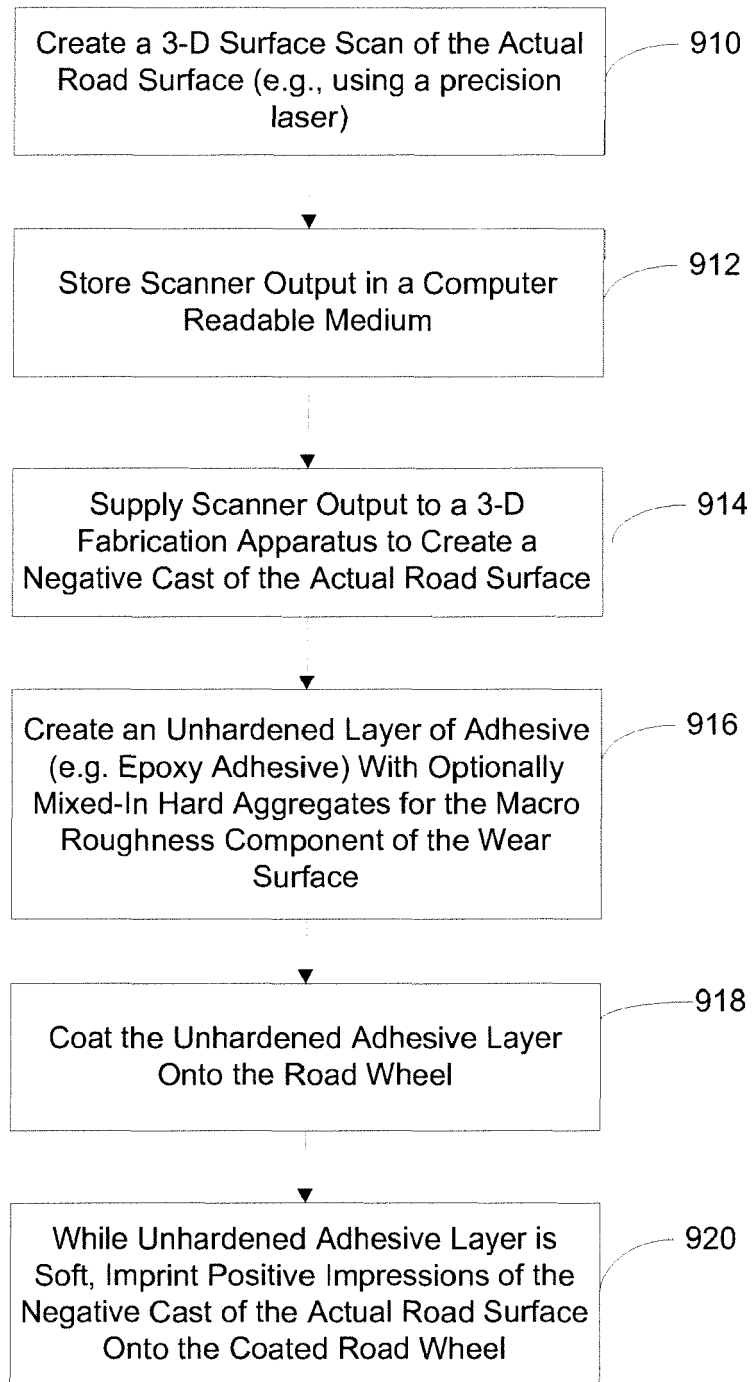 Create a 3-D Surface Scan of the Actual
Road Surface (e.g., using a precision
laser)
910
Store Scanner Output in a Computer
Readable Medium
912
Supply Scanner Output to a 3-D
Fabrication Apparatus to Create a
Negative Cast of the Actual Road Surface
914
Create an Unhardened Layer of Adhesive
(e.g. Epoxy Adhesive) With Optionally
Mixed-In Hard Aggregates for the Macro
Roughness Component of the Wear
Surface
916
Coat the Unhardened Adhesive Layer
Onto the Road Wheel
918
While Unhardened Adhesive Layer is
Soft, Imprint Positive Impressions of the
Negative Cast of the Actual Road Surface
Onto the Coated Road Wheel
920